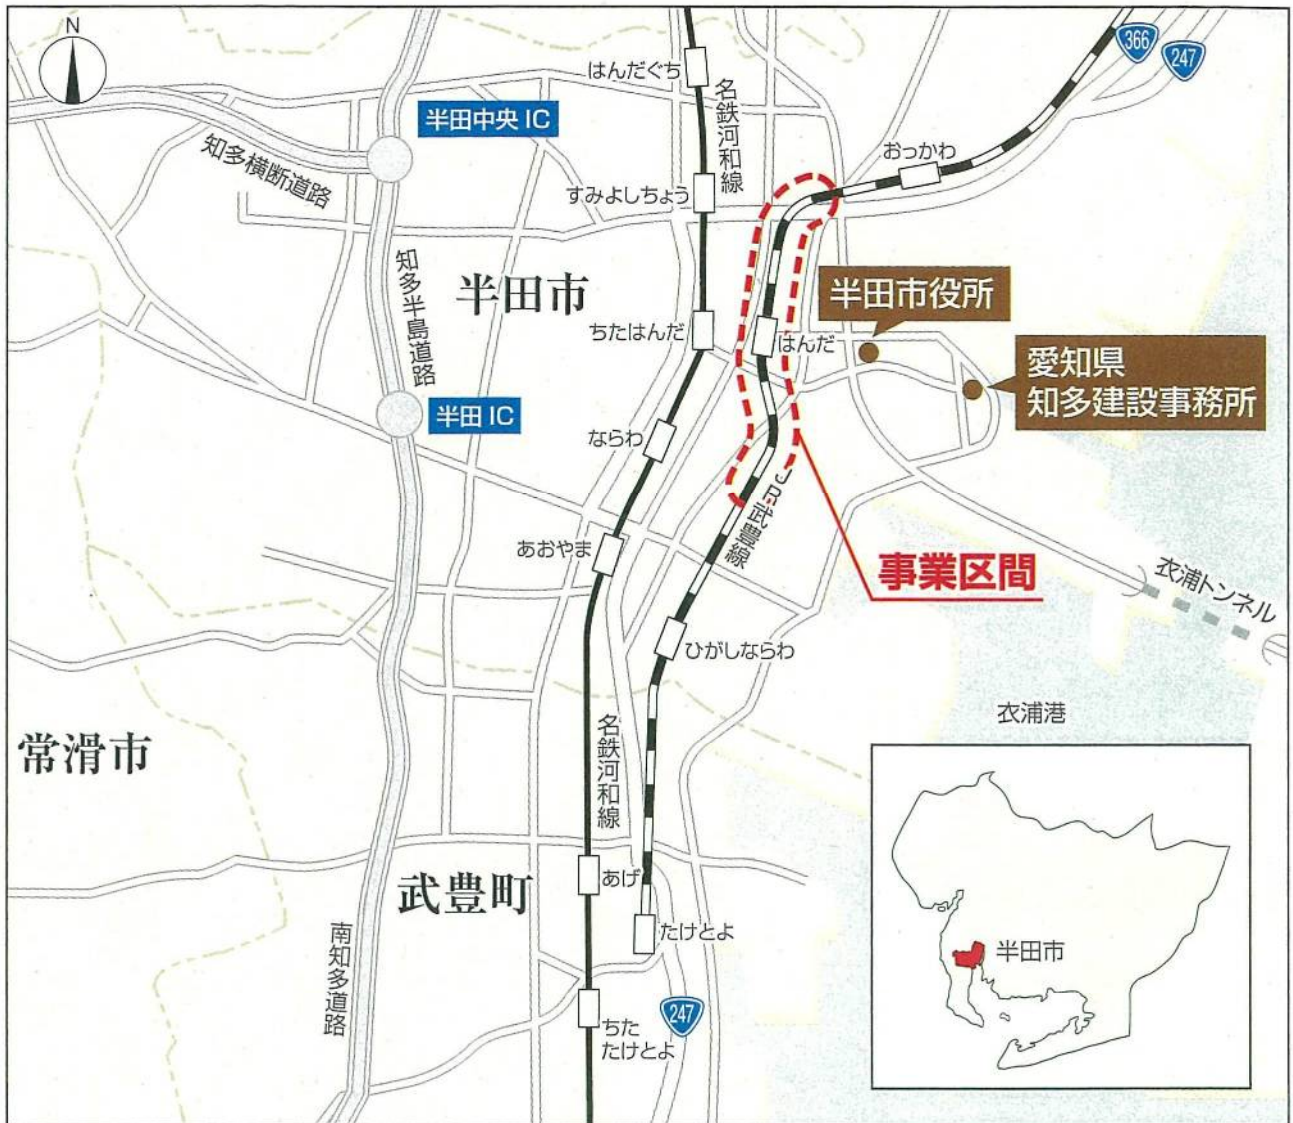 N
366
247
はんだぐち
名鉄河和線
半田中央 IC
おっかわ
知多横断道路
すみよしちょう
知多半島道路
半田市
半田市役所
ちたはんだ
はんだ
愛知県
知多建設事務所
半田 IC
ならわ
JR武豊線
あおやま
事業区間
衣浦トンネル
ひがしならわ
衣浦港
常滑市
名鉄河和線
武豊町
あげ
たけとよ
南知多道路
半田市
247
ちた
たけとよ